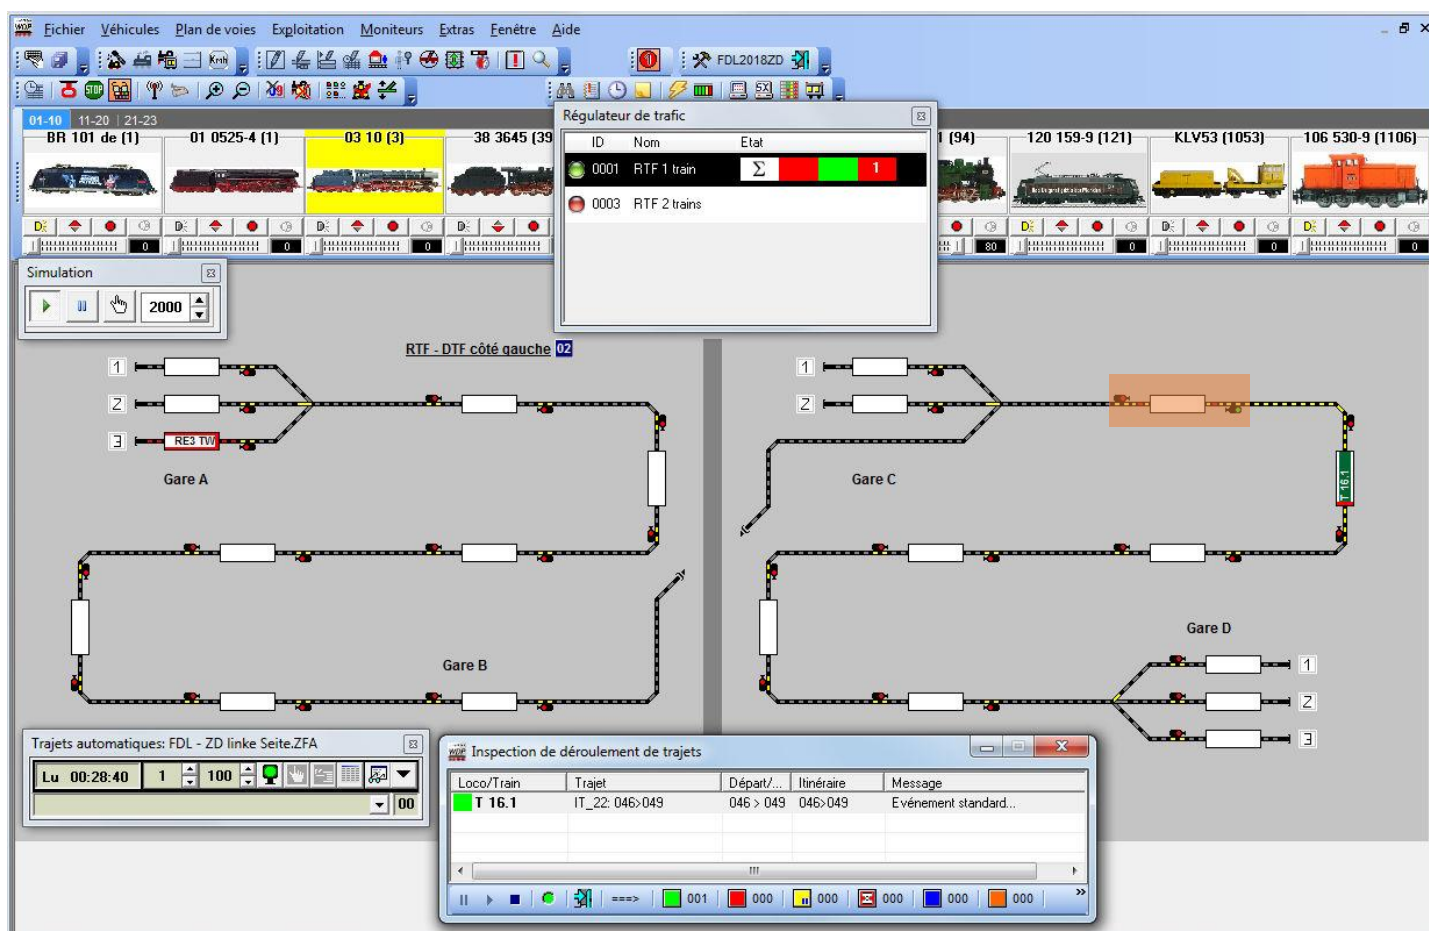 Fichier Véhicules Plan de voies Exploitation Moniteurs Extras Fenêtre Aide
Kmh FDL2018ZD
STOP
01-10 11-20 21-23
BR 101 de (1) 01 0525-4 (1) 03 10 (3) 38 3645 (39 1 (94) 120 159-9 (121) KLV53 (1053) 106 530-9 (1106)
0 0 0 80 0 0 0
Régulateur de trafic
ID Nom Etat
0001 RTF 1 train Σ 1
0003 RTF 2 trains
Simulation
2000
RTF - DTF côté gauche 02
1
2
3 RE3 TW
Gare A
Gare B
1
2
Gare C
T 16.1
Gare D
1
2
3
Trajets automatiques: FDL - ZD linke Seite.ZFA
Lu 00:28:40 1 100
00
Inspection de déroulement de trajets
Loco/Train Trajet Départ/... Itinéraire Message
T 16.1 IT_22: 046>049 046 > 049 046>049 Evénement standard...
===> 001 000 000 000 000 000 »